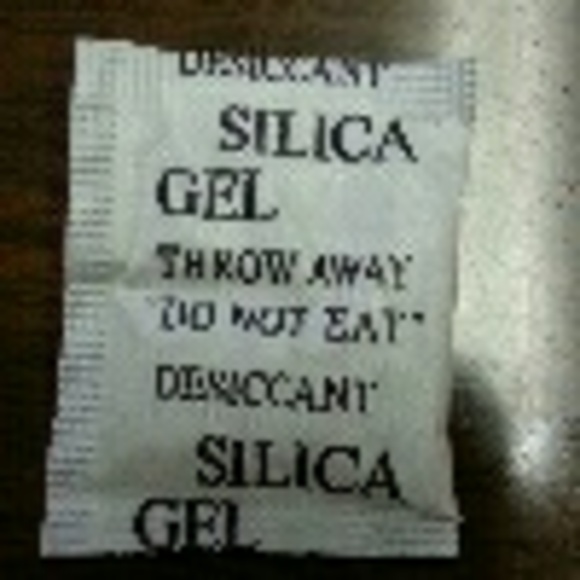 DESICCANT
SILICA
GEL
THROW AWAY
"DO NOT EAT"
DESICCANT
SILICA
GEL